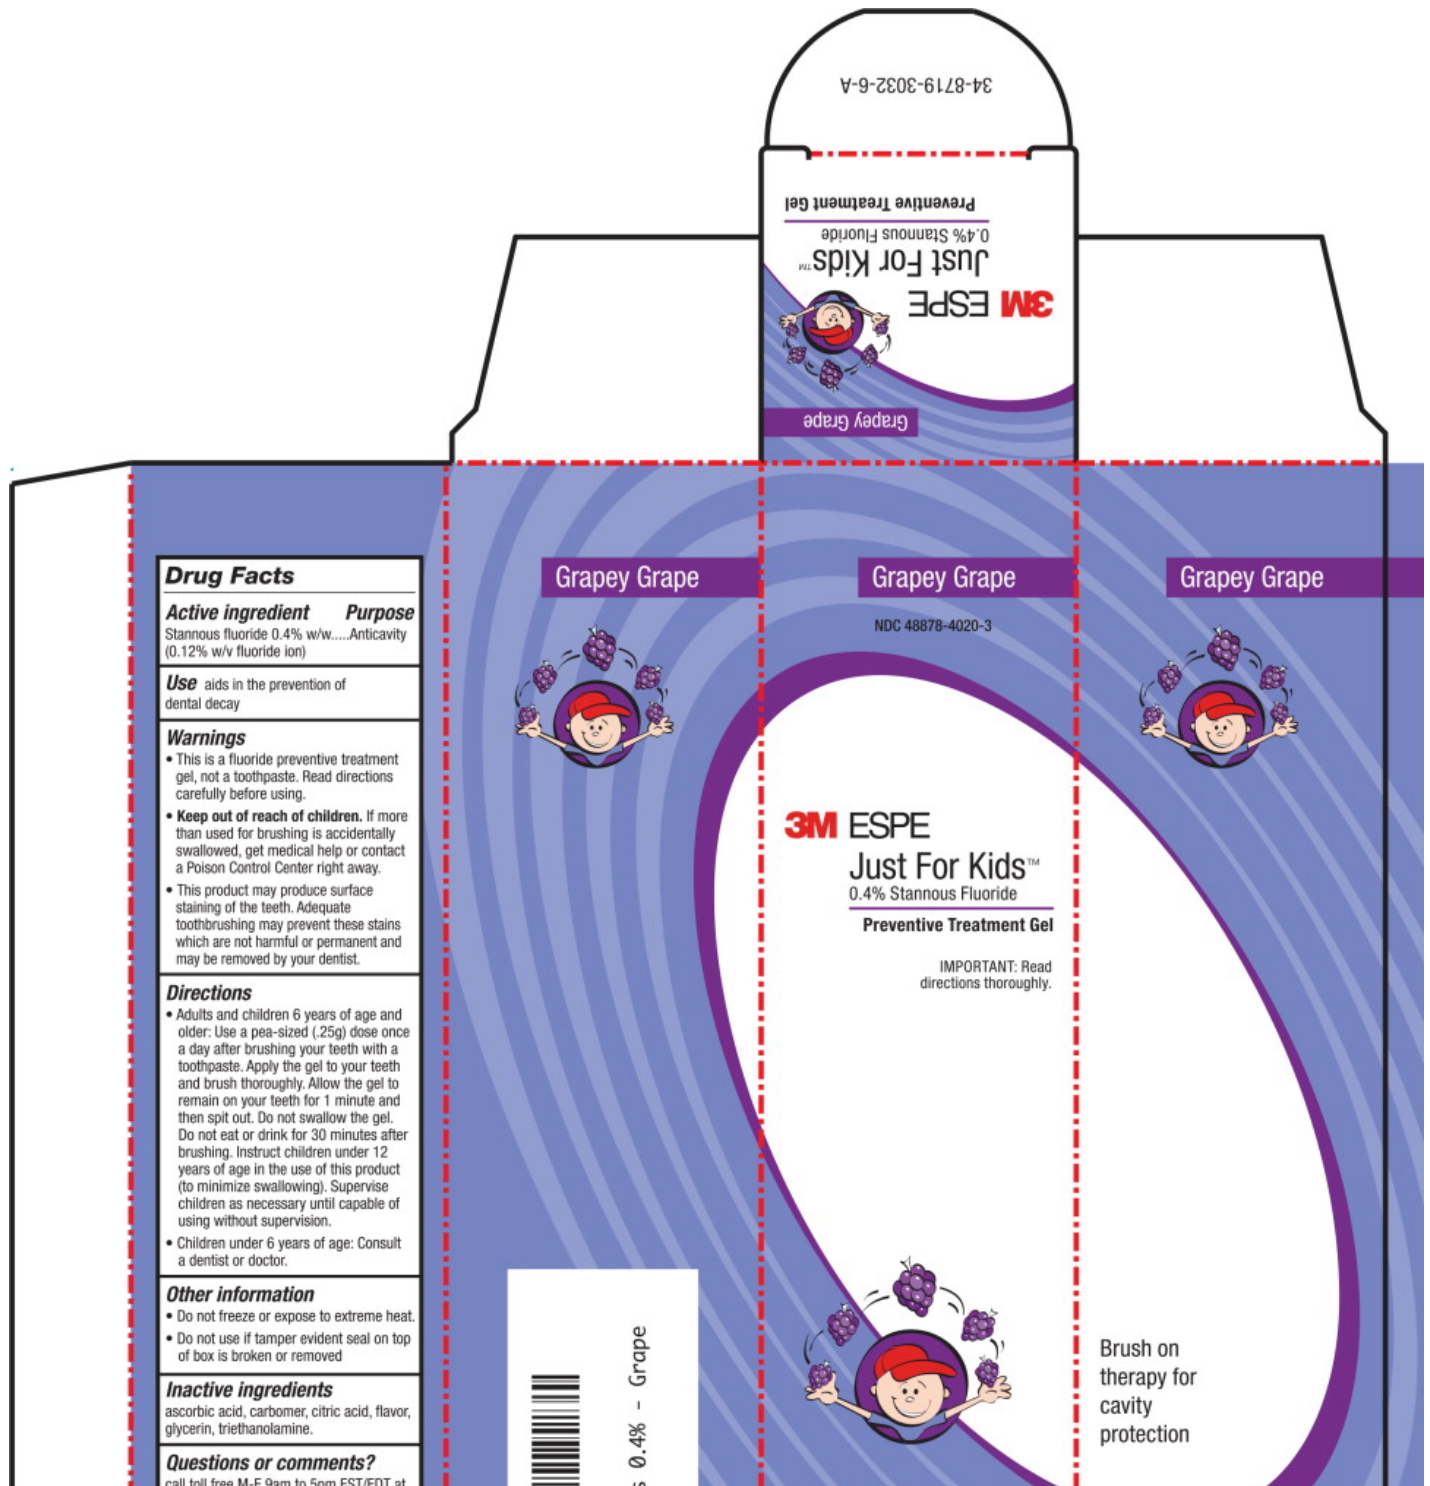 34-8719-3032-6-A
Preventive Treatment Gel
0.4% Stannous Fluoride
Just For Kids™
3M ESPE
Grapey Grape
Drug Facts
Active ingredient Purpose
Stannous fluoride 0.4% w/w.....Anticavity
(0.12% w/v fluoride ion)
Use aids in the prevention of
dental decay
Warnings
• This is a fluoride preventive treatment
gel, not a toothpaste. Read directions
carefully before using.
• Keep out of reach of children. If more
than used for brushing is accidentally
swallowed, get medical help or contact
a Poison Control Center right away.
• This product may produce surface
staining of the teeth. Adequate
toothbrushing may prevent these stains
which are not harmful or permanent and
may be removed by your dentist.
Directions
• Adults and children 6 years of age and
older: Use a pea-sized (.25g) dose once
a day after brushing your teeth with a
toothpaste. Apply the gel to your teeth
and brush thoroughly. Allow the gel to
remain on your teeth for 1 minute and
then spit out. Do not swallow the gel.
Do not eat or drink for 30 minutes after
brushing. Instruct children under 12
years of age in the use of this product
(to minimize swallowing). Supervise
children as necessary until capable of
using without supervision.
• Children under 6 years of age: Consult
a dentist or doctor.
Other information
• Do not freeze or expose to extreme heat.
• Do not use if tamper evident seal on top
of box is broken or removed
Inactive ingredients
ascorbic acid, carbomer, citric acid, flavor,
glycerin, triethanolamine.
Questions or comments?
call toll free M-F 9am to 5pm EST/EDT at
Grapey Grape
0.4% - Grape
Grapey Grape
NDC 48878-4020-3
3M ESPE
Just For Kids™
0.4% Stannous Fluoride
Preventive Treatment Gel
IMPORTANT: Read
directions thoroughly.
Grapey Grape
Brush on
therapy for
cavity
protection